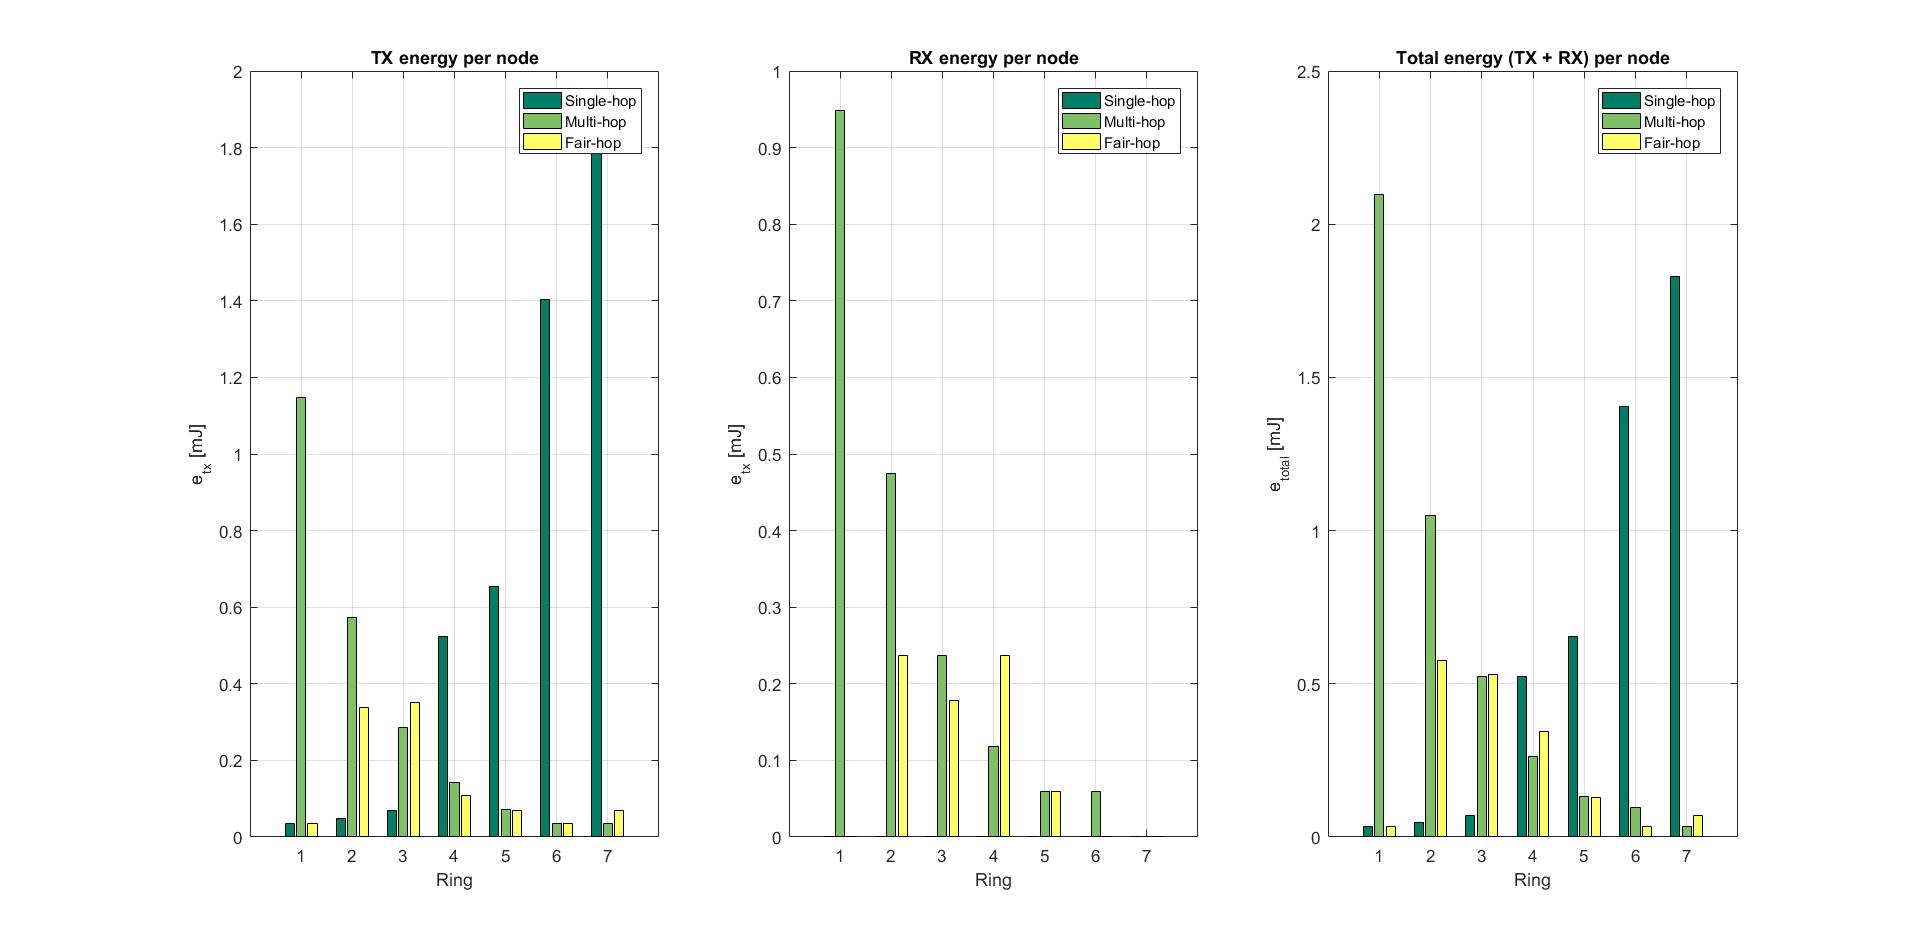 TX energy per node
2
1.8
1.6
1.4
1.2
1
0.8
0.6
0.4
0.2
0
e_tx [mJ]
Single-hop
Multi-hop
Fair-hop
1 2 3 4 5 6 7
Ring
RX energy per node
1
0.9
0.8
0.7
0.6
0.5
0.4
0.3
0.2
0.1
0
e_tx [mJ]
Single-hop
Multi-hop
Fair-hop
1 2 3 4 5 6 7
Ring
Total energy (TX + RX) per node
2.5
2
1.5
1
0.5
0
e_total [mJ]
Single-hop
Multi-hop
Fair-hop
1 2 3 4 5 6 7
Ring